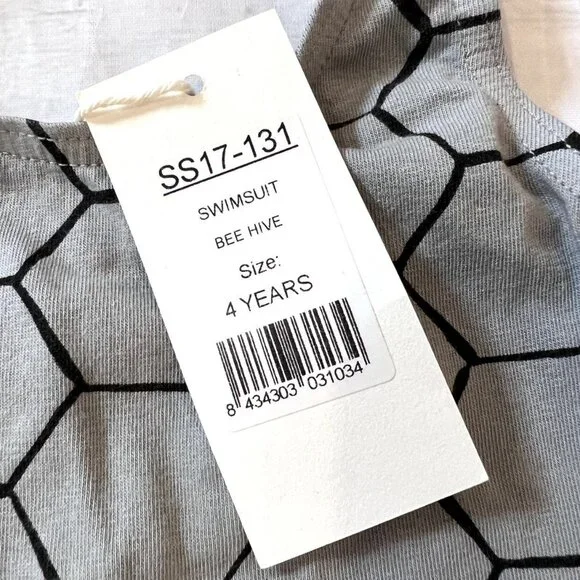 SS17-131
SWIMSUIT
BEE HIVE
Size:
4 YEARS
8 434303 031034